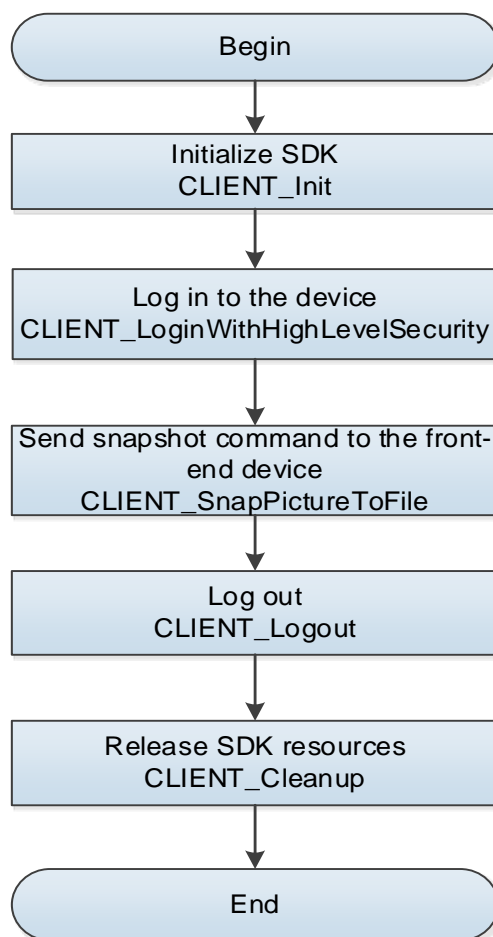 Begin
Initialize SDK
CLIENT_Init
Log in to the device
CLIENT_LoginWithHighLevelSecurity
Send snapshot command to the front-
end device
CLIENT_SnapPictureToFile
Log out
CLIENT_Logout
Release SDK resources
CLIENT_Cleanup
End